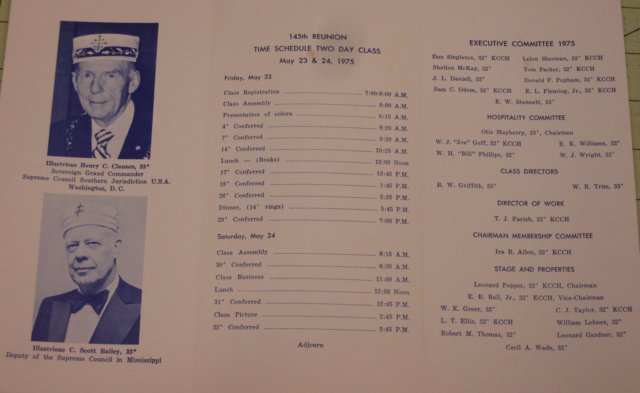 Illustrious Henry C. Clausen, 33°
Sovereign Grand Commander
Supreme Council Southern Jurisdiction U.S.A.
Washington, D. C.
Illustrious C. Scott Bailey, 33°
Deputy of the Supreme Council in Mississippi
145th REUNION
TIME SCHEDULE TWO DAY CLASS
May 23 & 24, 1975
Friday, May 23
Class Registration 7:00-8:00 A.M.
Class Assembly 8:00 A.M.
Presentation of colors 8:15 A.M.
4° Conferred 8:20 A.M.
7° Conferred 9:20 A.M.
14° Conferred 10:25 A.M.
Lunch — (Books) 12:00 Noon
17° Conferred 12:45 P.M.
18° Conferred 1:45 P.M.
26° Conferred 3:25 P.M.
Dinner, (14° rings) 5:45 P.M.
29° Conferred 7:00 P.M.
Saturday, May 24
Class Assembly 8:15 A.M.
30° Conferred 8:30 A.M.
Class Business 11:00 A.M.
Lunch 12:00 Noon
31° Conferred 12:45 P.M.
Class Picture 2:45 P.M.
32° Conferred 2:45 P.M.
Adjourn
EXECUTIVE COMMITTEE 1975
Dan Singleton, 32° KCCH Leion Sherman, 32° KCCH
Shelton McKay, 32° Tom Packer, 32° KCCH
J. L. Daniell, 33° Donald F. Popham, 32° KCCH
Sam C. Odom, 32° KCCH E. L. Fleming, Jr., 32° KCCH
E. W. Stennett, 33°
HOSPITALITY COMMITTEE
Otis Mayberry, 33°, Chairman
W. J. "Joe" Goff, 32° KCCH E. K. Williams, 32°
W. H. "Bill" Phillips, 32° W. J. Wright, 32°
CLASS DIRECTORS
R. W. Griffith, 33° W. B. Trim, 33°
DIRECTOR OF WORK
T. J. Parish, 32° KCCH
CHAIRMAN MEMBERSHIP COMMITTEE
Ira R. Allen, 32° KCCH
STAGE AND PROPERTIES
Leonard Pepper, 32° KCCH, Chairman
E. B. Bell, Jr., 32° KCCH, Vice-Chairman
W. K. Greer, 32° C. J. Taylor, 32° KCCH
L. T. Ellis, 32° KCCH William Lehner, 32°
Robert M. Thomas, 32° Leonard Gardner, 32°
Cecil A. Wade, 32°